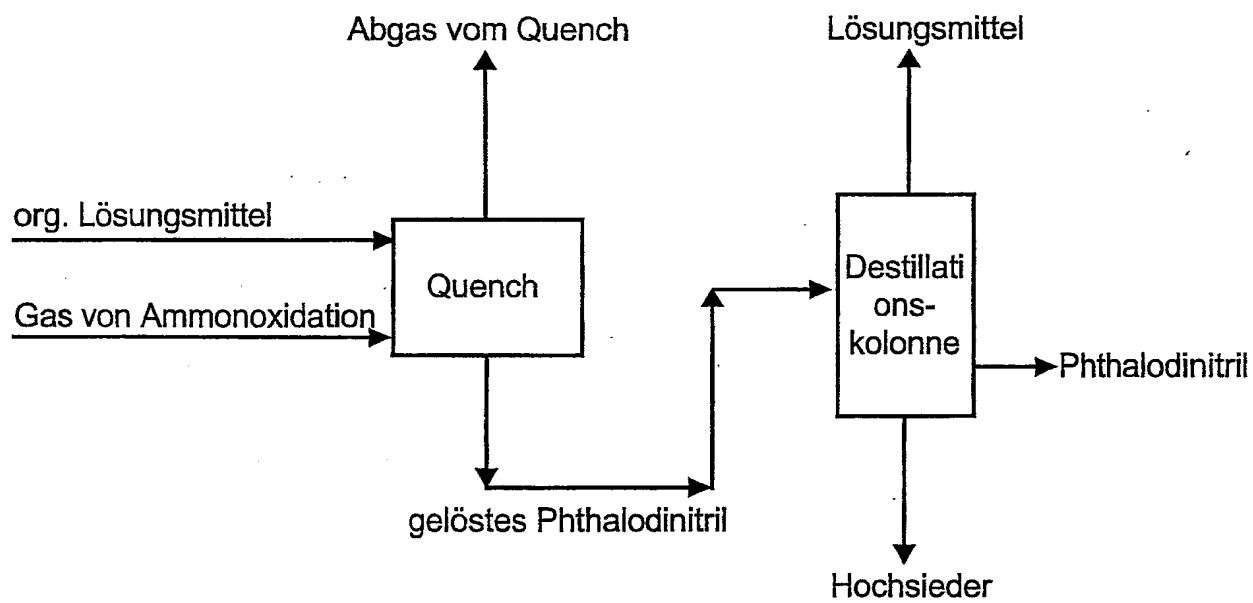 Abgas vom Quench
Lösungsmittel
org. Lösungsmittel
Gas von Ammonoxidation
Quench
Destillati
ons-
kolonne
Phthalodinitril
gelöstes Phthalodinitril
Hochsieder